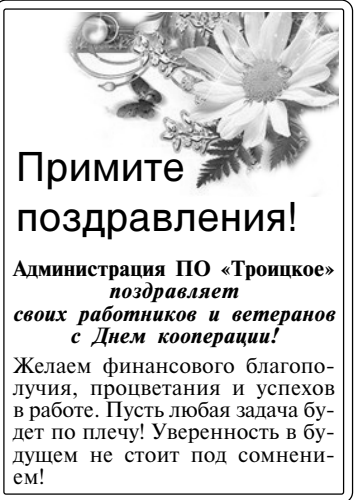 Примите
поздравления!
Администрация ПО «Троицкое»
поздравляет
своих работников и ветеранов
с Днем кооперации!
Желаем финансового благопо-
лучия, процветания и успехов
в работе. Пусть любая задача бу-
дет по плечу! Уверенность в бу-
дущем не стоит под сомнени-
ем!